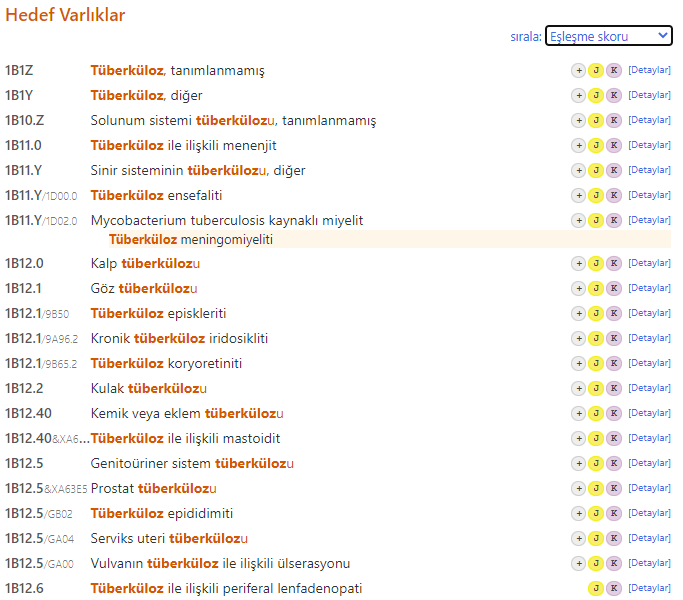 Hedef Varlıklar
sırala: Eşleşme skoru
1B1Z Tüberküloz, tanımlanmamış + J K [Detaylar]
1B1Y Tüberküloz, diğer + J K [Detaylar]
1B10.Z Solunum sistemi tüberkülozu, tanımlanmamış + J K [Detaylar]
1B11.0 Tüberküloz ile ilişkili menenjit + J K [Detaylar]
1B11.Y Sinir sisteminin tüberkülozu, diğer + J K [Detaylar]
1B11.Y/1D00.0 Tüberküloz ensefaliti + J K [Detaylar]
1B11.Y/1D02.0 Mycobacterium tuberculosis kaynaklı miyelit + J K [Detaylar]
Tüberküloz meningomiyeliti
1B12.0 Kalp tüberkülozu + J K [Detaylar]
1B12.1 Göz tüberkülozu + J K [Detaylar]
1B12.1/9B50 Tüberküloz episkleriti + J K [Detaylar]
1B12.1/9A96.2 Kronik tüberküloz iridosikliti + J K [Detaylar]
1B12.1/9B65.2 Tüberküloz koryoretiniti + J K [Detaylar]
1B12.2 Kulak tüberkülozu + J K [Detaylar]
1B12.40 Kemik veya eklem tüberkülozu + J K [Detaylar]
1B12.40&XA6... Tüberküloz ile ilişkili mastoidit + J K [Detaylar]
1B12.5 Genitoüriner sistem tüberkülozu + J K [Detaylar]
1B12.5&XA63E5 Prostat tüberkülozu + J K [Detaylar]
1B12.5/GB02 Tüberküloz epididimiti + J K [Detaylar]
1B12.5/GA04 Serviks uteri tüberkülozu + J K [Detaylar]
1B12.5/GA00 Vulvanın tüberküloz ile ilişkili ülserasyonu + J K [Detaylar]
1B12.6 Tüberküloz ile ilişkili periferal lenfadenopati J K [Detaylar]